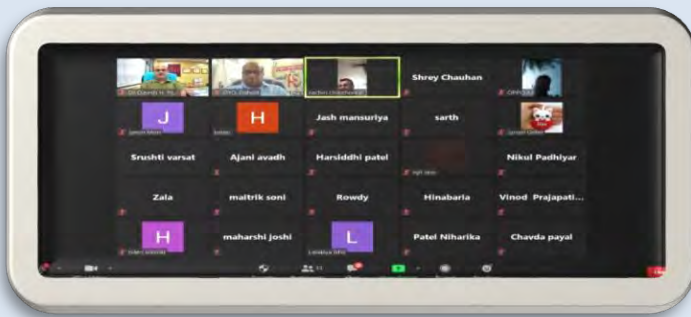 Shrey Chauhan
J
H
Jash mansuriya
sarth
Srushti varsat
Ajani avadh
Harsiddhi patel
Nikul Padhiyar
Zala
maitrik soni
Rowdy
Hinabaria
Vinod Prajapati...
H
maharshi joshi
L
Patel Niharika
Chavda payal